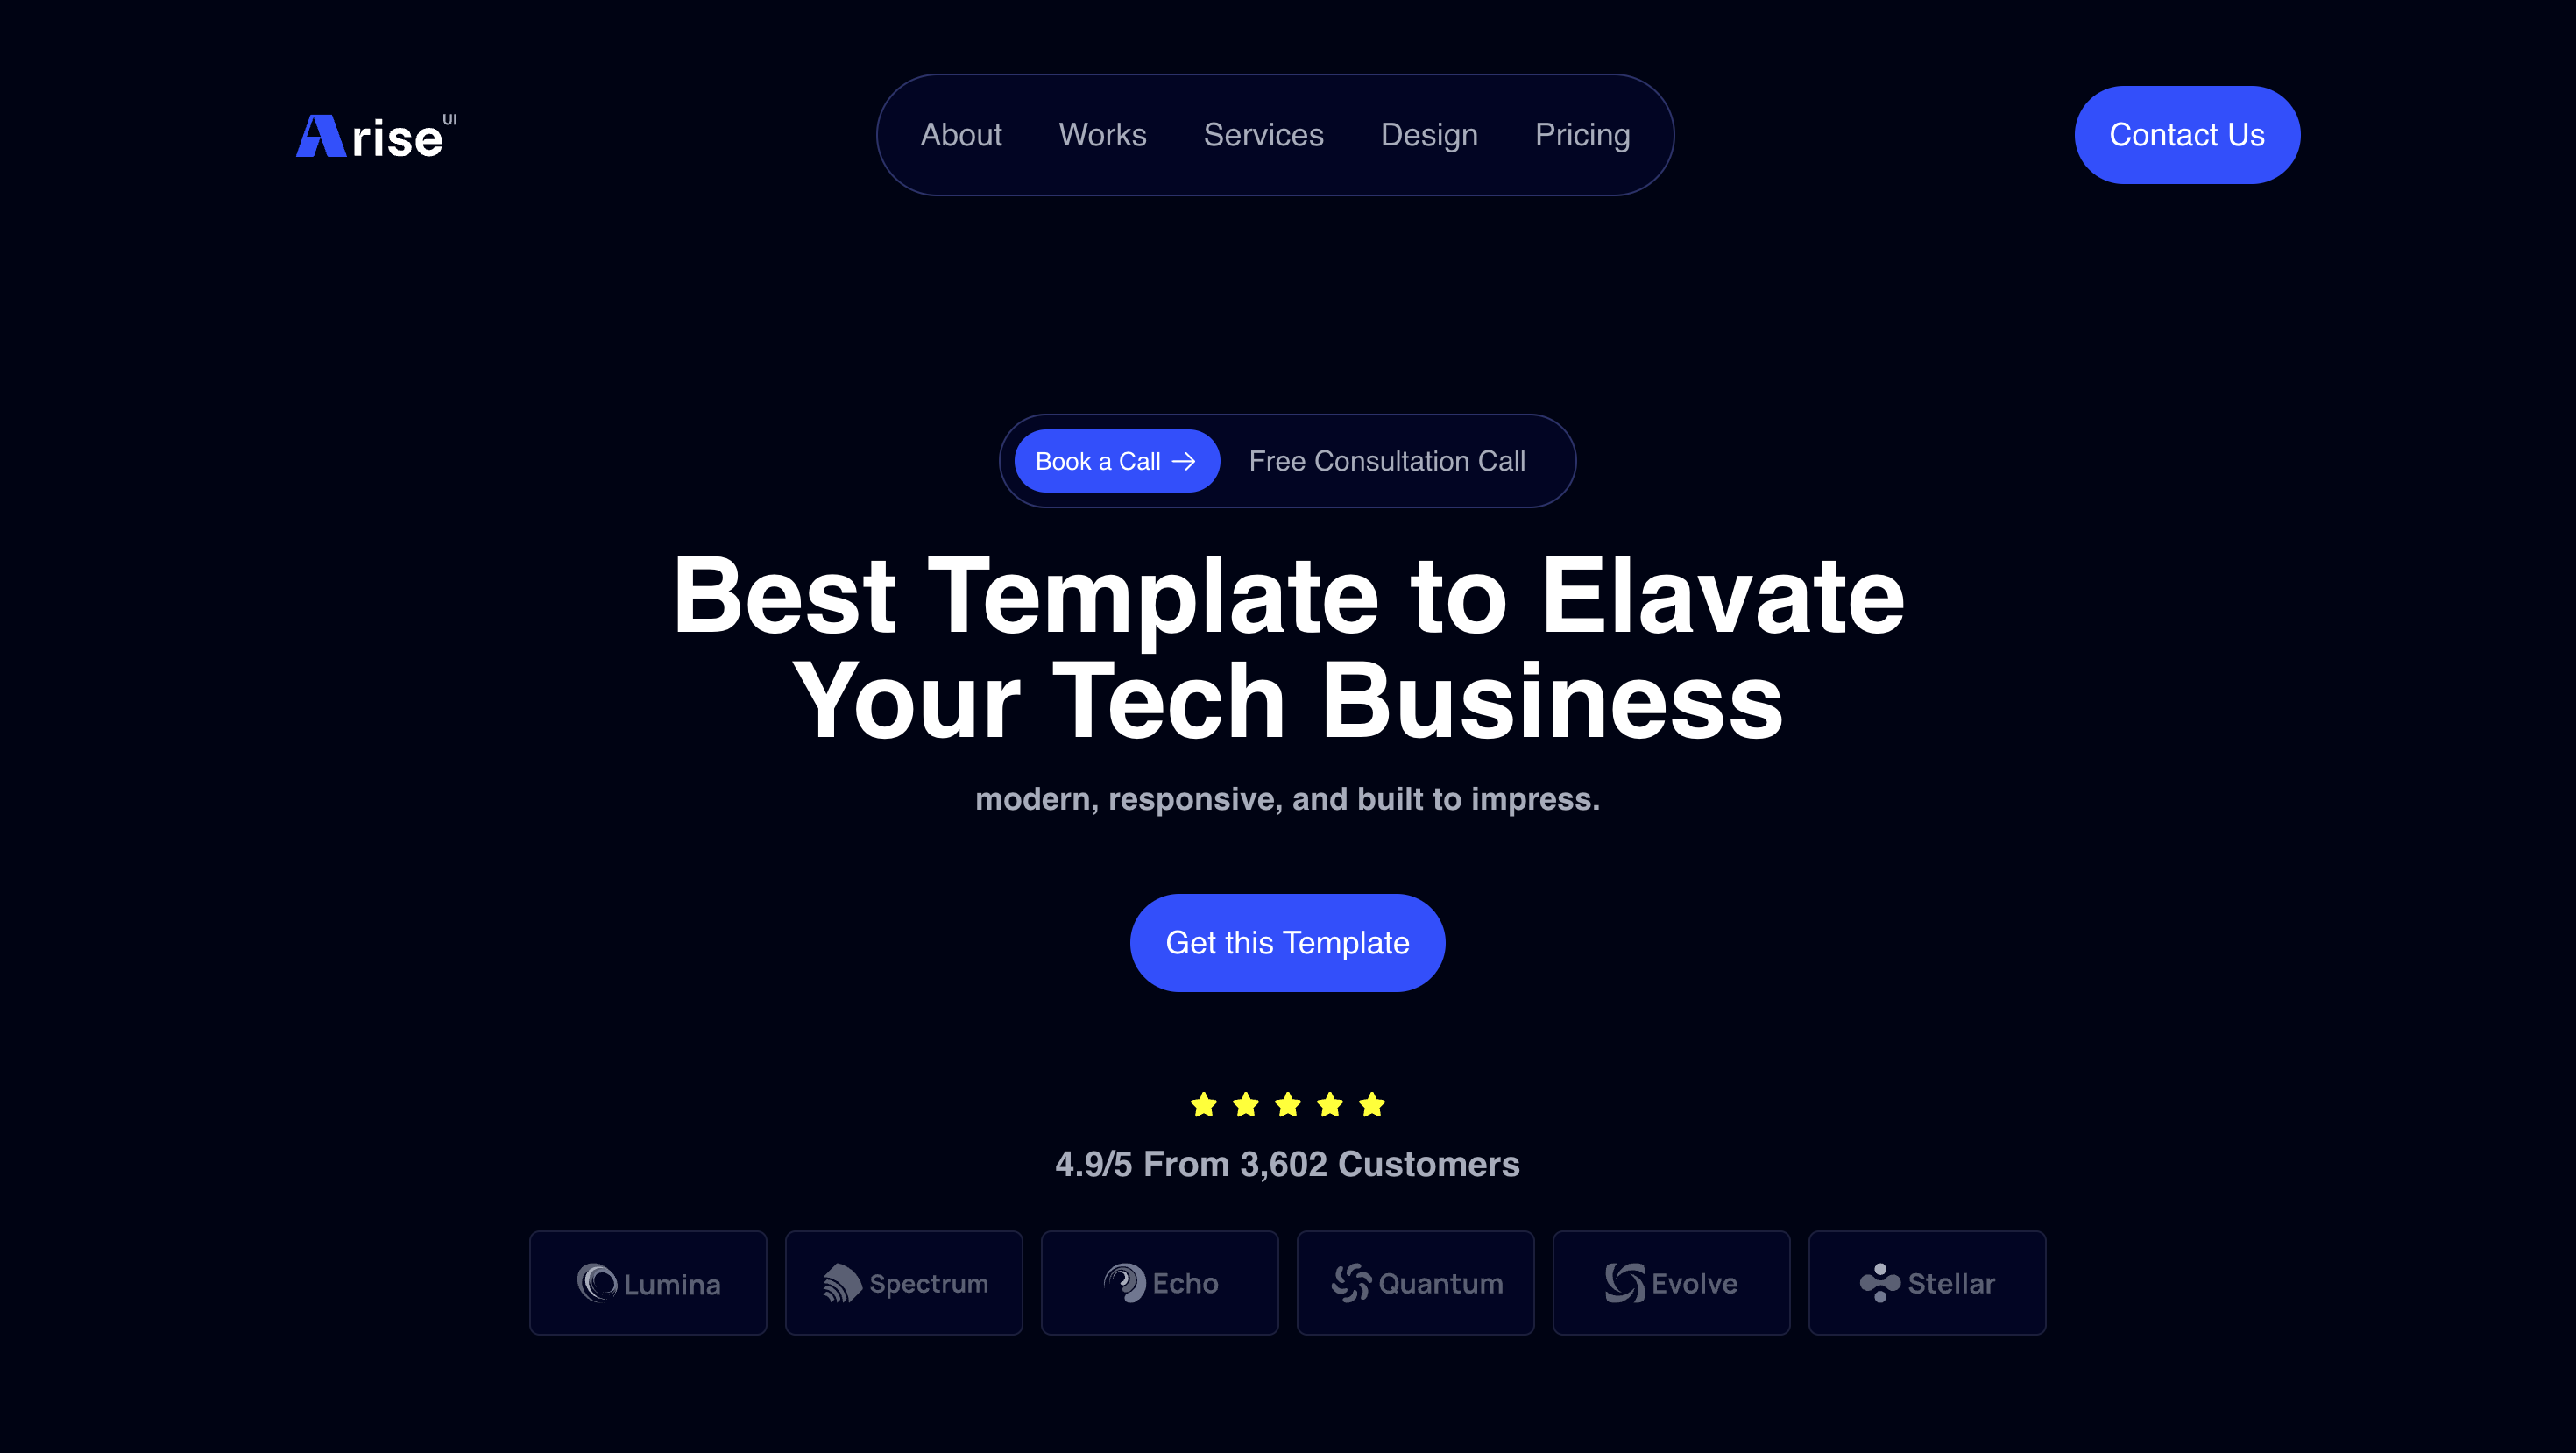 Arise UI
About Works Services Design Pricing
Contact Us
Book a Call → Free Consultation Call
Best Template to Elavate
Your Tech Business
modern, responsive, and built to impress.
Get this Template
4.9/5 From 3,602 Customers
Lumina Spectrum Echo Quantum Evolve Stellar